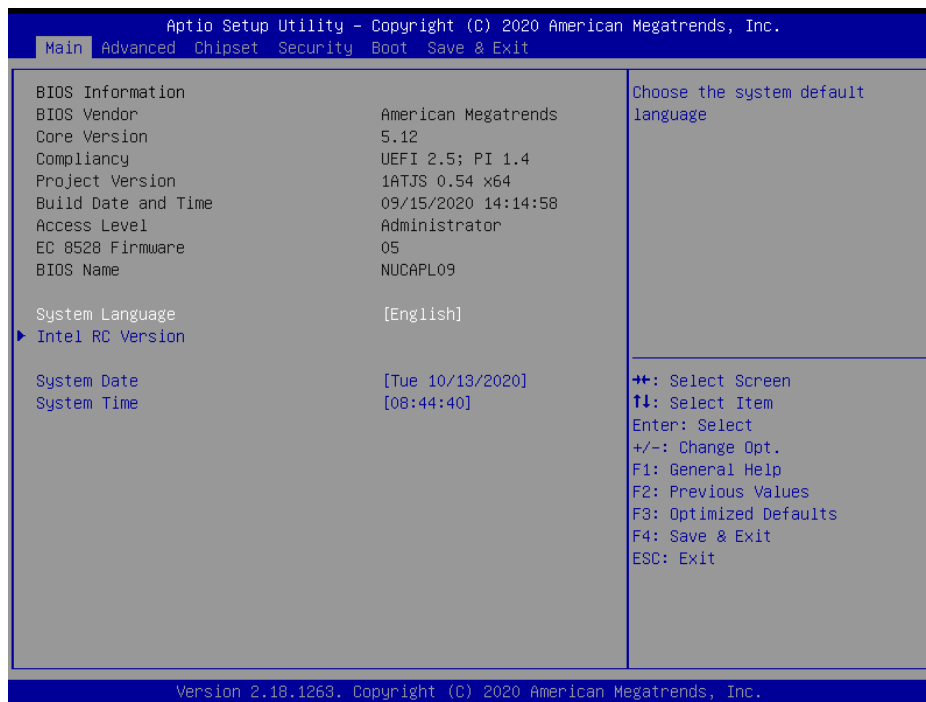 Aptio Setup Utility – Copyright (C) 2020 American Megatrends, Inc.
Main Advanced Chipset Security Boot Save & Exit
BIOS Information
BIOS Vendor American Megatrends
Core Version 5.12
Compliancy UEFI 2.5; PI 1.4
Project Version 1ATJS 0.54 x64
Build Date and Time 09/15/2020 14:14:58
Access Level Administrator
EC 8528 Firmware 05
BIOS Name NUCAPL09
System Language [English]
Intel RC Version
System Date [Tue 10/13/2020]
System Time [08:44:40]
Choose the system default
language
→←: Select Screen
↑↓: Select Item
Enter: Select
+/-: Change Opt.
F1: General Help
F2: Previous Values
F3: Optimized Defaults
F4: Save & Exit
ESC: Exit
Version 2.18.1263. Copyright (C) 2020 American Megatrends, Inc.